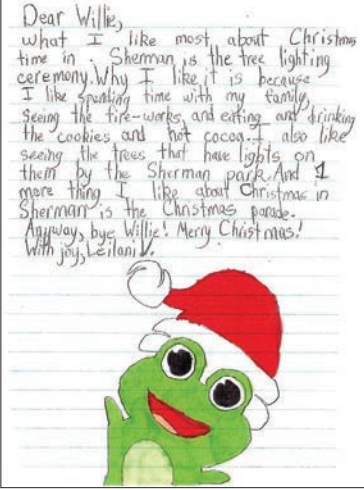 Dear Willie,
What I like most about Christmas
time in . Sherman is the tree lighting
ceremony. Why I like it is because
I like spending time with my family,
seeing the fire-works, and eating and drinking
the cookies and hot cocoa. I also like
seeing the trees that have lights on
them by the Sherman park. And 1
more thing I like about Christmas in
Sherman is the Christmas parade.
Anyway, bye Willie! Merry Christmas!
With joy, Leilani V.